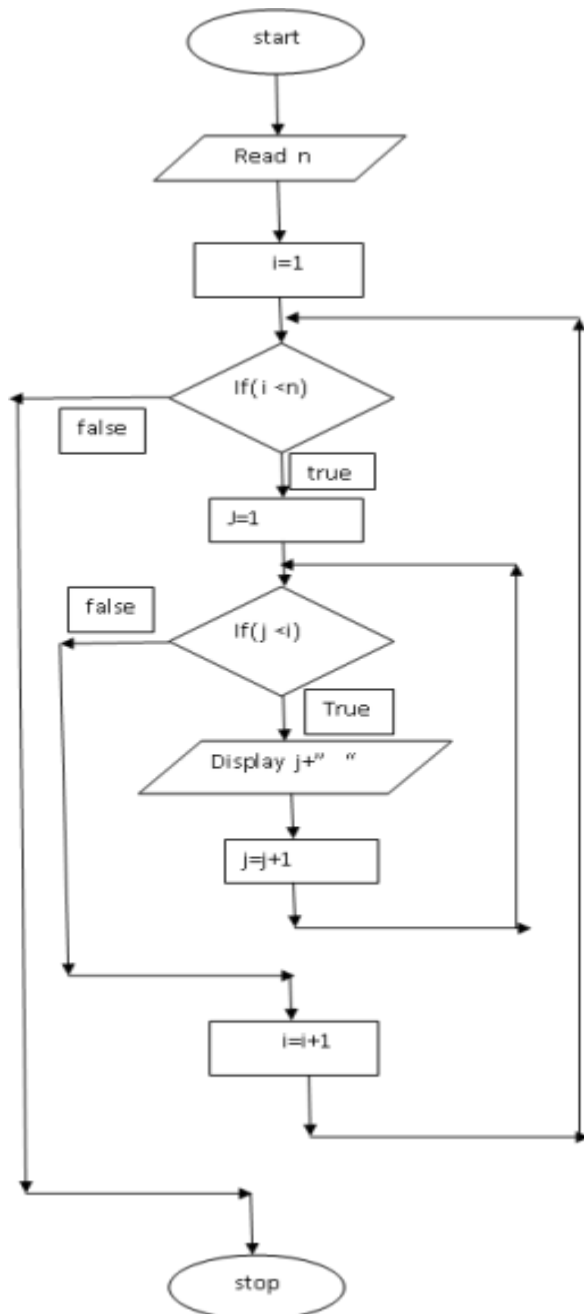 start
Read n
i=1
If(i <n)
false
true
J=1
false
If(j <i)
True
Display j+” “
j=j+1
i=i+1
stop